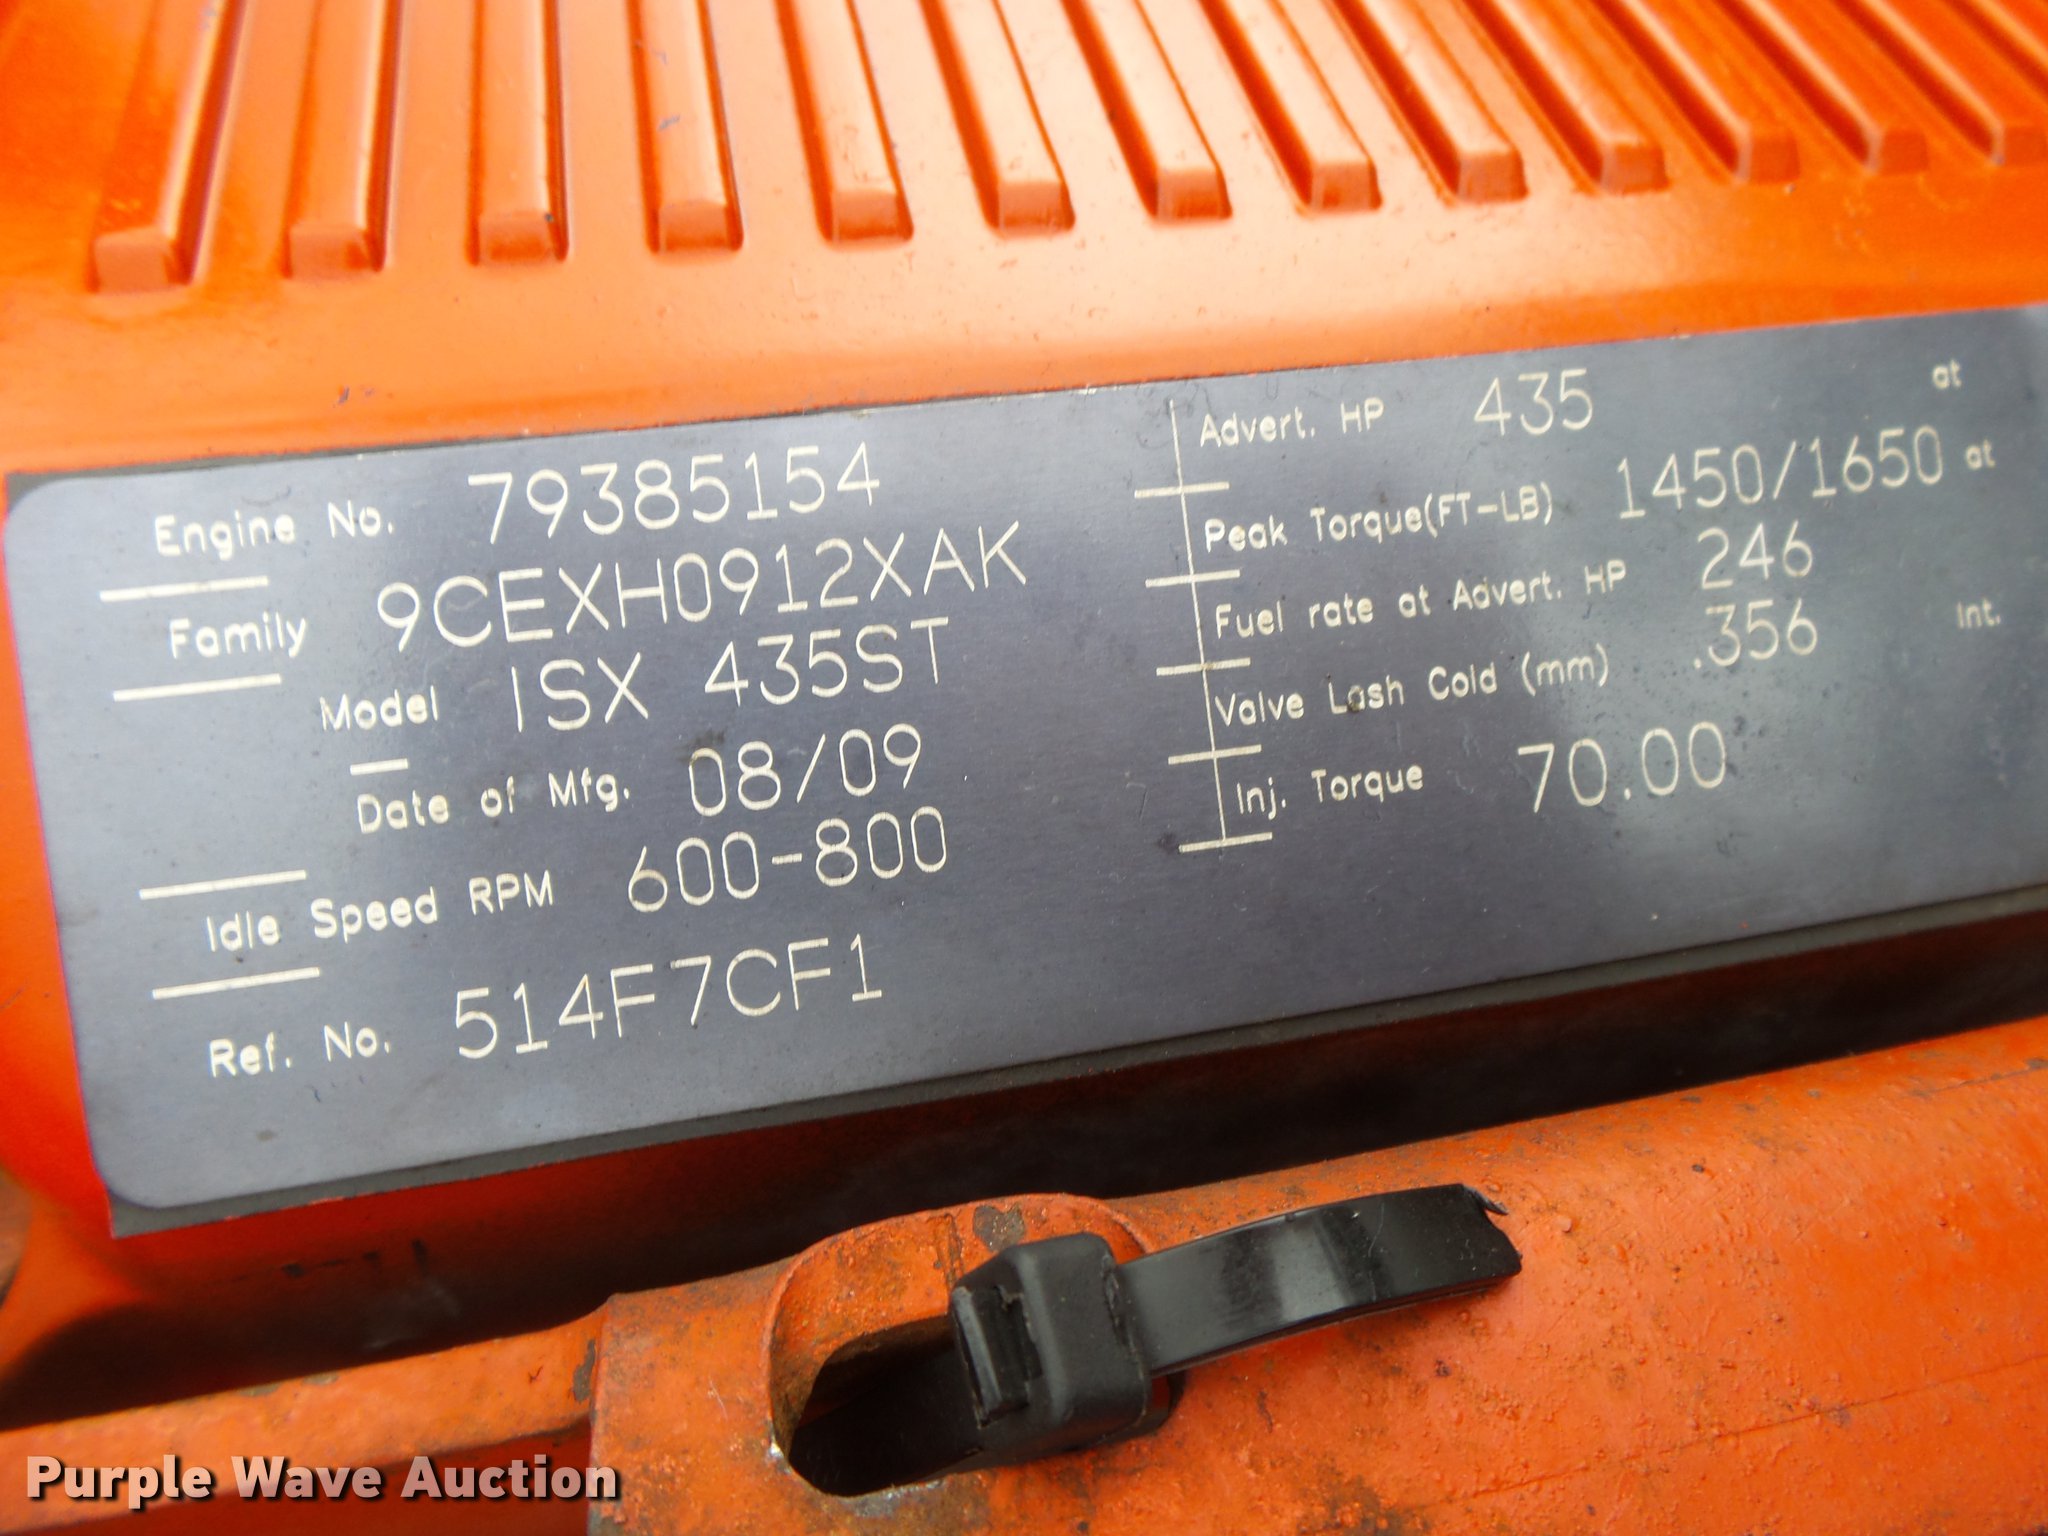 Engine No. 79385154
Family 9CEXH0912XAK
Model ISX 435ST
Date of Mfg. 08/09
Idle Speed RPM 600-800
Ref. No. 514F7CF1
Advert. HP 435 at
Peak Torque(FT-LB) 1450/1650 at
Fuel rate at Advert. HP 246
Valve Lash Cold (mm) .356 Int.
Inj. Torque 70.00
Purple Wave Auction